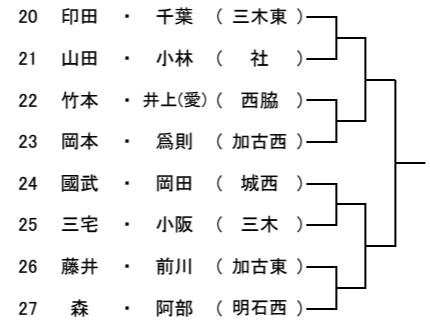 20 印田 ・ 千葉 ( 三木東 )
21 山田 ・ 小林 ( 社 )
22 竹本 ・ 井上(愛) ( 西脇 )
23 岡本 ・ 爲則 ( 加古西 )
24 國武 ・ 岡田 ( 城西 )
25 三宅 ・ 小阪 ( 三木 )
26 藤井 ・ 前川 ( 加古東 )
27 森 ・ 阿部 ( 明石西 )